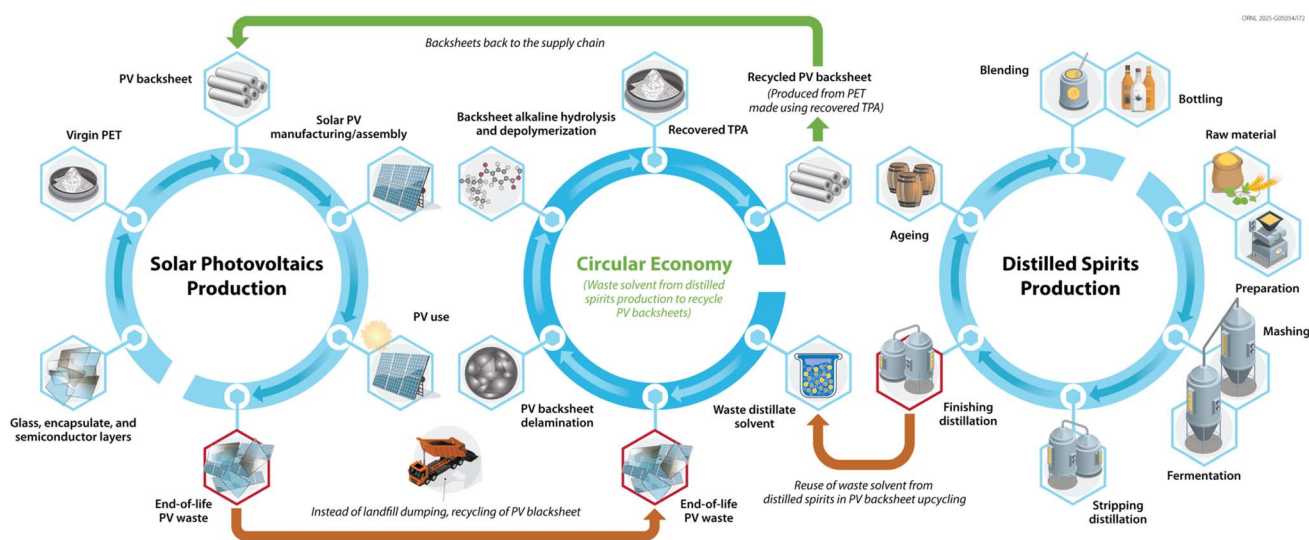 ORNL 2025-G05054/172
Backsheets back to the supply chain
PV backsheet
Virgin PET
Solar PV
manufacturing/assembly
Solar Photovoltaics
Production
PV use
Glass, encapsulate, and
semiconductor layers
End-of-life
PV waste
Instead of landfill dumping, recycling of PV blacksheet
Backsheet alkaline hydrolysis
and depolymerization
Recovered TPA
Recycled PV backsheet
(Produced from PET
made using recovered TPA)
Circular Economy
(Waste solvent from distilled
spirits production to recycle
PV backsheets)
PV backsheet
delamination
End-of-life
PV waste
Waste distillate
solvent
Reuse of waste solvent from
distilled spirits in PV backsheet upcycling
Blending
Bottling
Raw material
Ageing
Preparation
Distilled Spirits
Production
Mashing
Finishing
distillation
Fermentation
Stripping
distillation